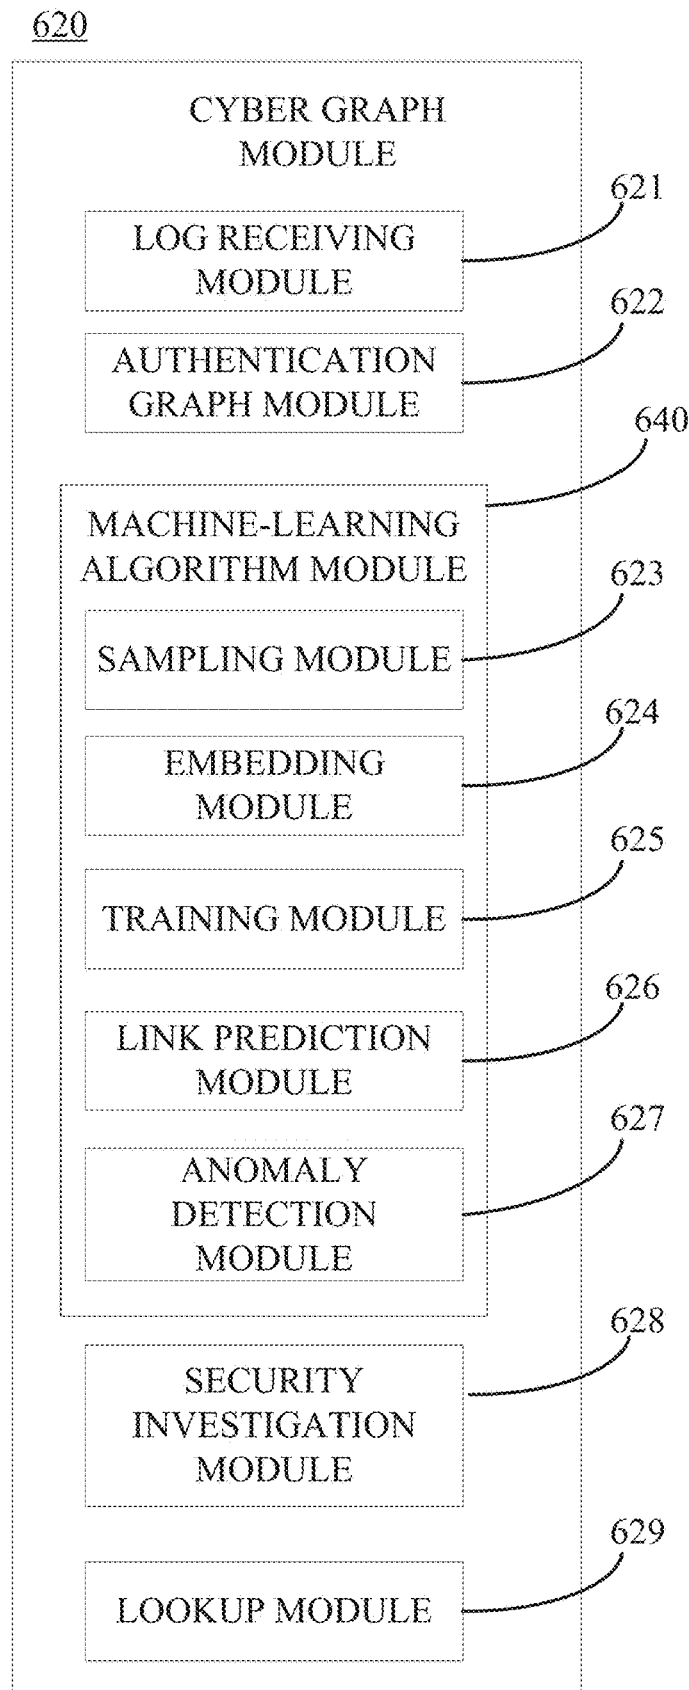 620
CYBER GRAPH
MODULE
621
LOG RECEIVING
MODULE
622
AUTHENTICATION
GRAPH MODULE
640
MACHINE-LEARNING
ALGORITHM MODULE
623
SAMPLING MODULE
624
EMBEDDING
MODULE
625
TRAINING MODULE
626
LINK PREDICTION
MODULE
627
ANOMALY
DETECTION
MODULE
628
SECURITY
INVESTIGATION
MODULE
629
LOOKUP MODULE